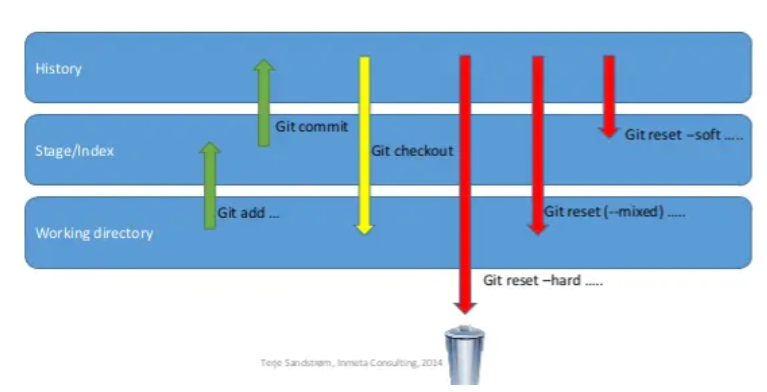 History
Git commit
Git reset –soft .....
Stage/Index
Git checkout
Git add ...
Git reset (--mixed) .....
Working directory
Git reset –hard .....
Terje Sandstrøm, Inmeta Consulting, 2014